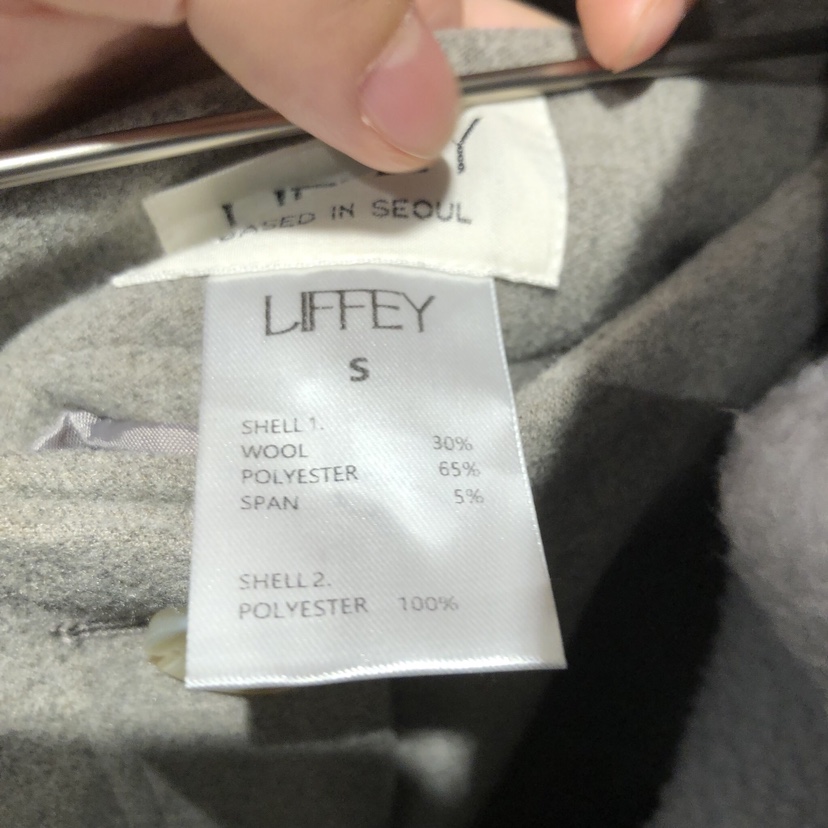 BASED IN SEOUL
LIFFEY
S
SHELL 1.
WOOL 30%
POLYESTER 65%
SPAN 5%
SHELL 2.
POLYESTER 100%